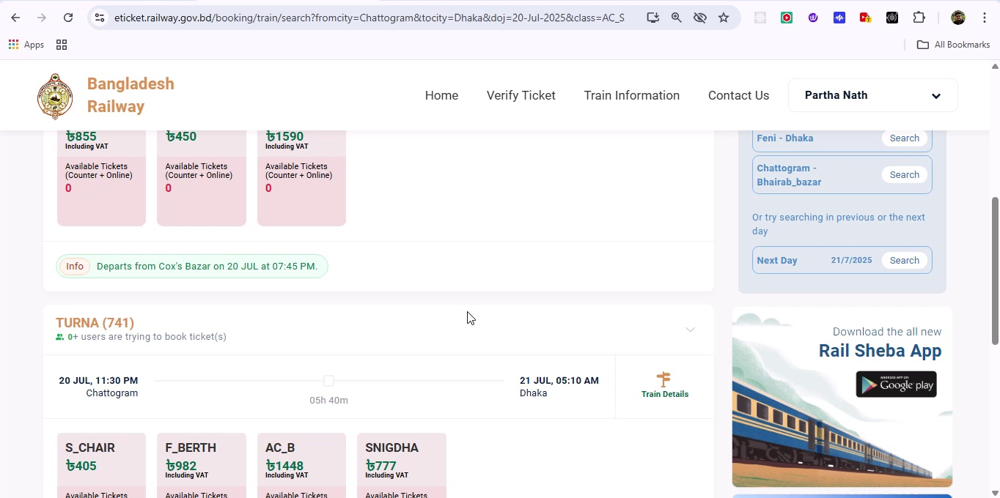 eticket.railway.gov.bd/booking/train/search?fromcity=Chattogram&tocity=Dhaka&doj=20-Jul-2025&class=AC_S
Apps
All Bookmarks
Bangladesh
Railway
Home
Verify Ticket
Train Information
Contact Us
Partha Nath
৳855
Including VAT
৳450
৳1590
Including VAT
Available Tickets
(Counter + Online)
0
Available Tickets
(Counter + Online)
0
Available Tickets
(Counter + Online)
0
Info
Departs from Cox's Bazar on 20 JUL at 07:45 PM.
Feni - Dhaka
Search
Chattogram -
Bhairab_bazar
Search
Or try searching in previous or the next
day
Next Day
21/7/2025
Search
TURNA (741)
0+ users are trying to book ticket(s)
20 JUL, 11:30 PM
Chattogram
05h 40m
21 JUL, 05:10 AM
Dhaka
Train Details
S_CHAIR
৳405
F_BERTH
৳982
Including VAT
AC_B
৳1448
Including VAT
SNIGDHA
৳777
Including VAT
Available Tickets
Available Tickets
Available Tickets
Available Tickets
Download the all new
Rail Sheba App
ANDROID APP ON
Google play